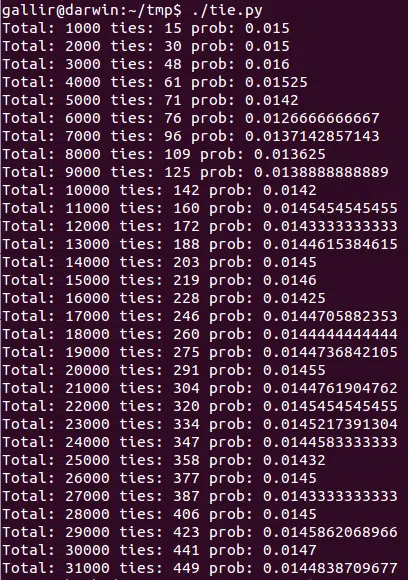 gallir@darwin:~/tmp$ ./tie.py
Total: 1000 ties: 15 prob: 0.015
Total: 2000 ties: 30 prob: 0.015
Total: 3000 ties: 48 prob: 0.016
Total: 4000 ties: 61 prob: 0.01525
Total: 5000 ties: 71 prob: 0.0142
Total: 6000 ties: 76 prob: 0.0126666666667
Total: 7000 ties: 96 prob: 0.0137142857143
Total: 8000 ties: 109 prob: 0.013625
Total: 9000 ties: 125 prob: 0.0138888888889
Total: 10000 ties: 142 prob: 0.0142
Total: 11000 ties: 160 prob: 0.0145454545455
Total: 12000 ties: 172 prob: 0.0143333333333
Total: 13000 ties: 188 prob: 0.0144615384615
Total: 14000 ties: 203 prob: 0.0145
Total: 15000 ties: 219 prob: 0.0146
Total: 16000 ties: 228 prob: 0.01425
Total: 17000 ties: 246 prob: 0.0144705882353
Total: 18000 ties: 260 prob: 0.0144444444444
Total: 19000 ties: 275 prob: 0.0144736842105
Total: 20000 ties: 291 prob: 0.01455
Total: 21000 ties: 304 prob: 0.0144761904762
Total: 22000 ties: 320 prob: 0.0145454545455
Total: 23000 ties: 334 prob: 0.0145217391304
Total: 24000 ties: 347 prob: 0.0144583333333
Total: 25000 ties: 358 prob: 0.01432
Total: 26000 ties: 377 prob: 0.0145
Total: 27000 ties: 387 prob: 0.0143333333333
Total: 28000 ties: 406 prob: 0.0145
Total: 29000 ties: 423 prob: 0.0145862068966
Total: 30000 ties: 441 prob: 0.0147
Total: 31000 ties: 449 prob: 0.0144838709677